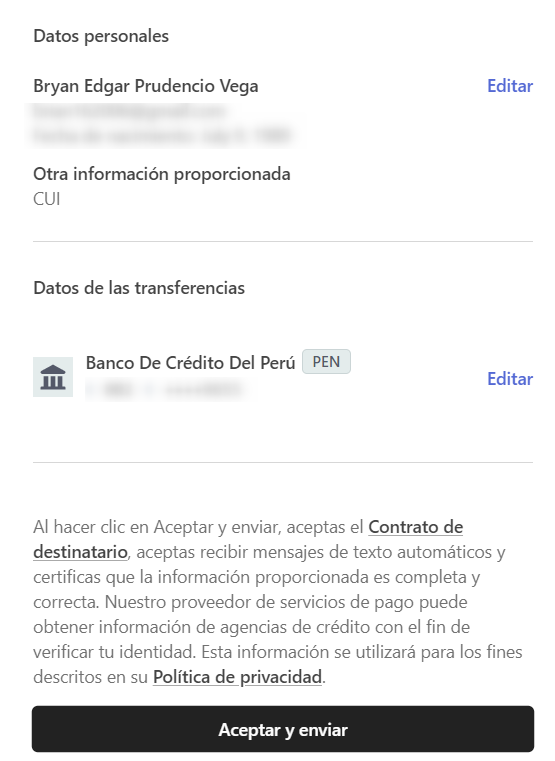 Datos personales
Bryan Edgar Prudencio Vega
Editar
Otra información proporcionada
CUI
Datos de las transferencias
Banco De Crédito Del Perú PEN
Editar
Al hacer clic en Aceptar y enviar, aceptas el Contrato de
destinatario, aceptas recibir mensajes de texto automáticos y
certificas que la información proporcionada es completa y
correcta. Nuestro proveedor de servicios de pago puede
obtener información de agencias de crédito con el fin de
verificar tu identidad. Esta información se utilizará para los fines
descritos en su Política de privacidad.
Aceptar y enviar